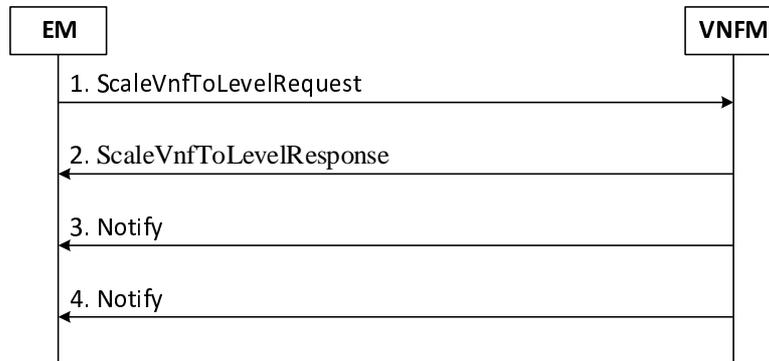 EM
VNFM
1. ScaleVnfToLevelRequest
2. ScaleVnfToLevelResponse
3. Notify
4. Notify